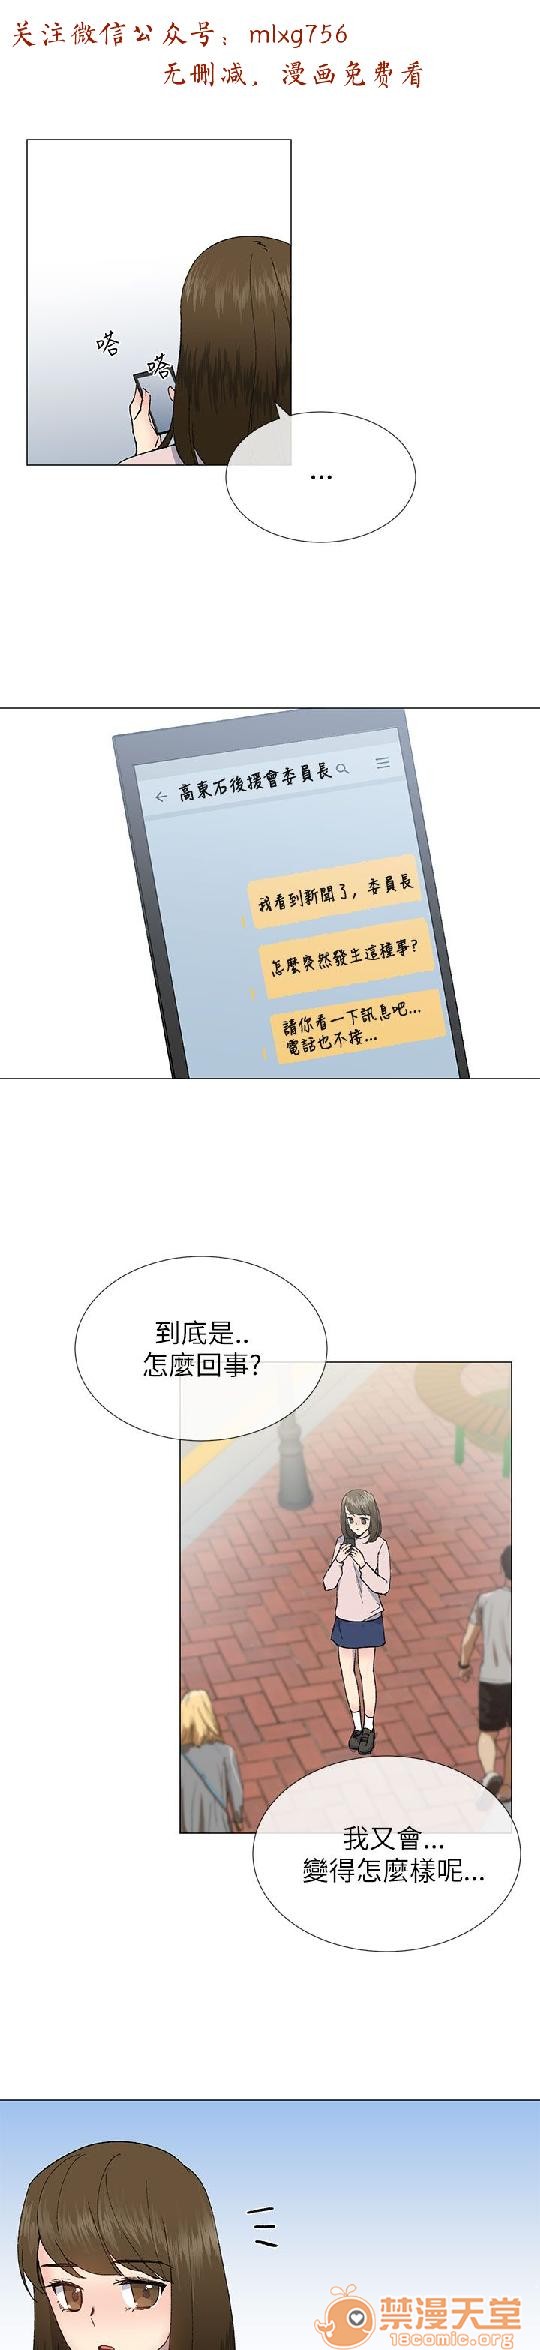 关注微信公众号：mlxg756
无删减．漫画免费看
嗒
嗒
...
高東石後援會委員長
我看到新聞了，委員長
怎麼突然發生這種事？
請你看一下訊息吧...
電話也不接...
到底是..
怎麼回事？
我又會...
變得怎麼樣呢...
禁漫天堂
18comic.org